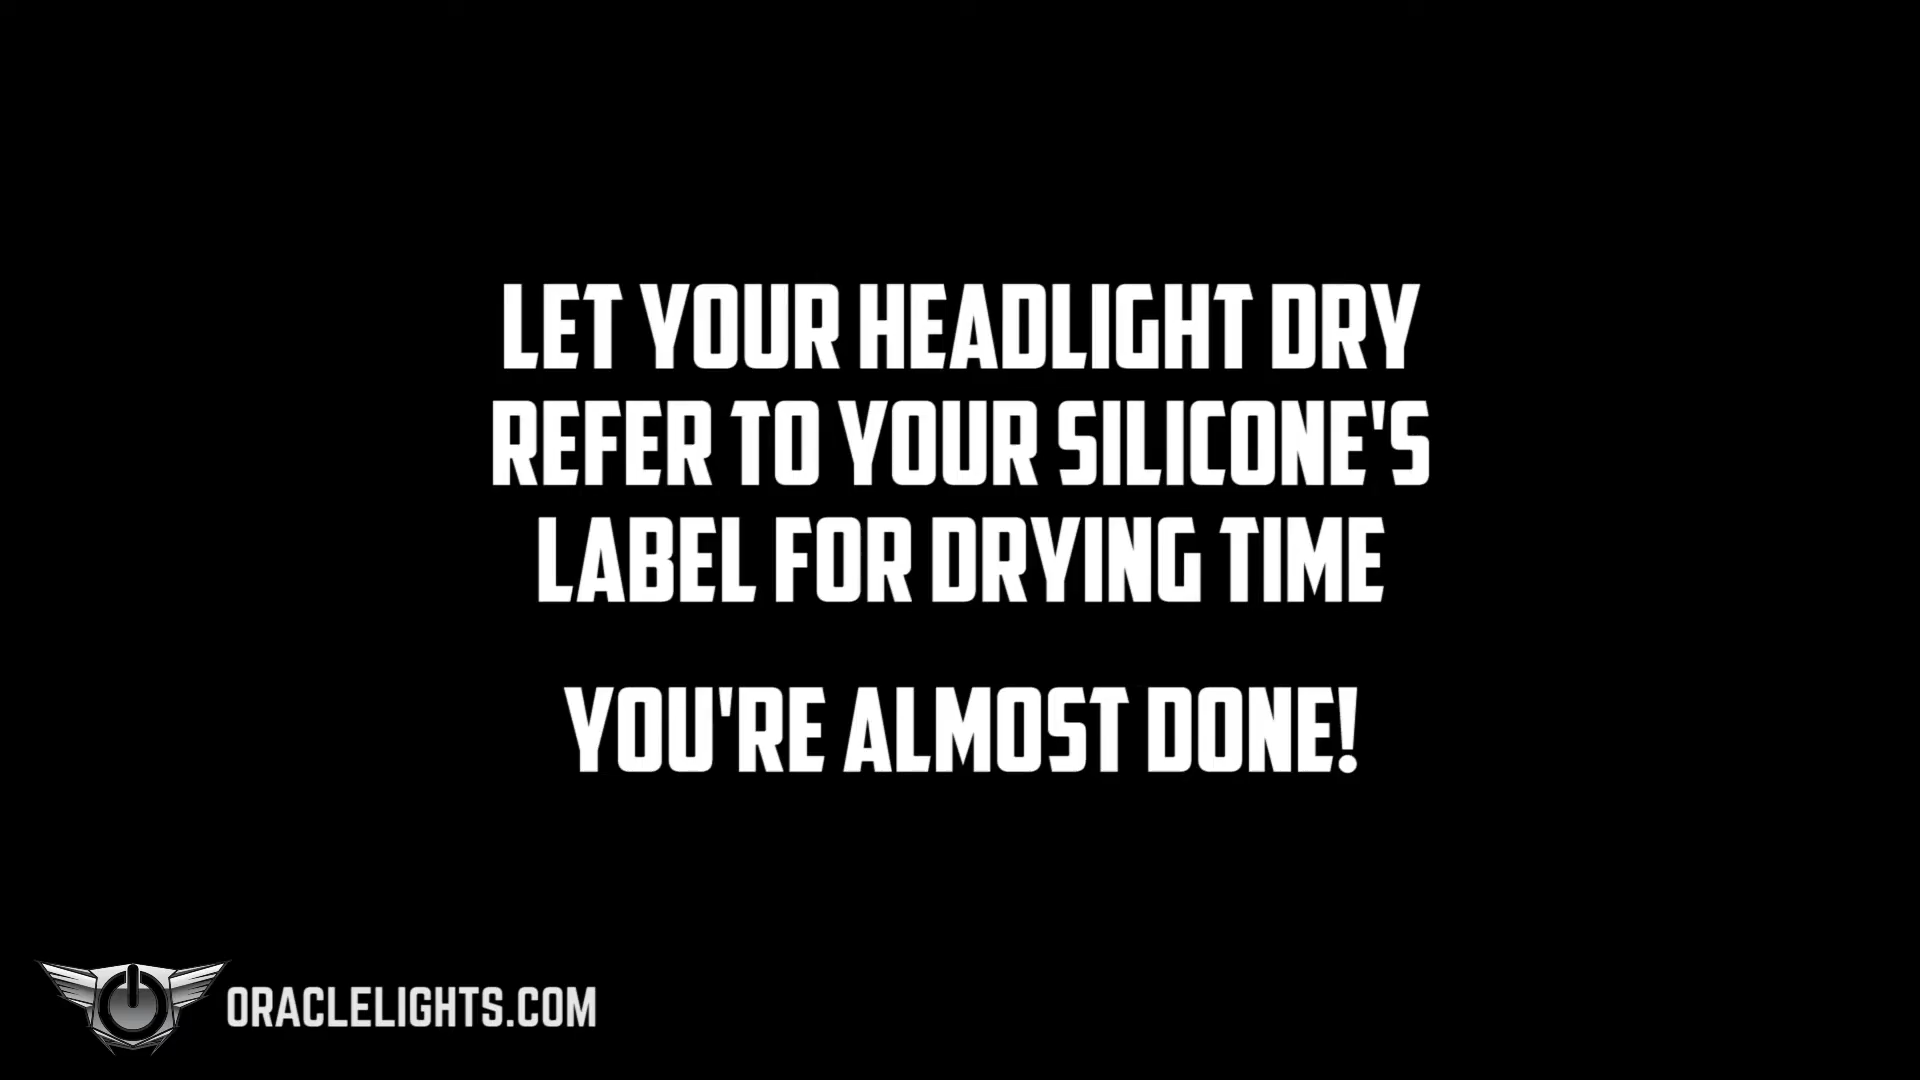 LET YOUR HEADLIGHT DRY
REFER TO YOUR SILICONE'S
LABEL FOR DRYING TIME
YOU'RE ALMOST DONE!
ORACLELIGHTS.COM